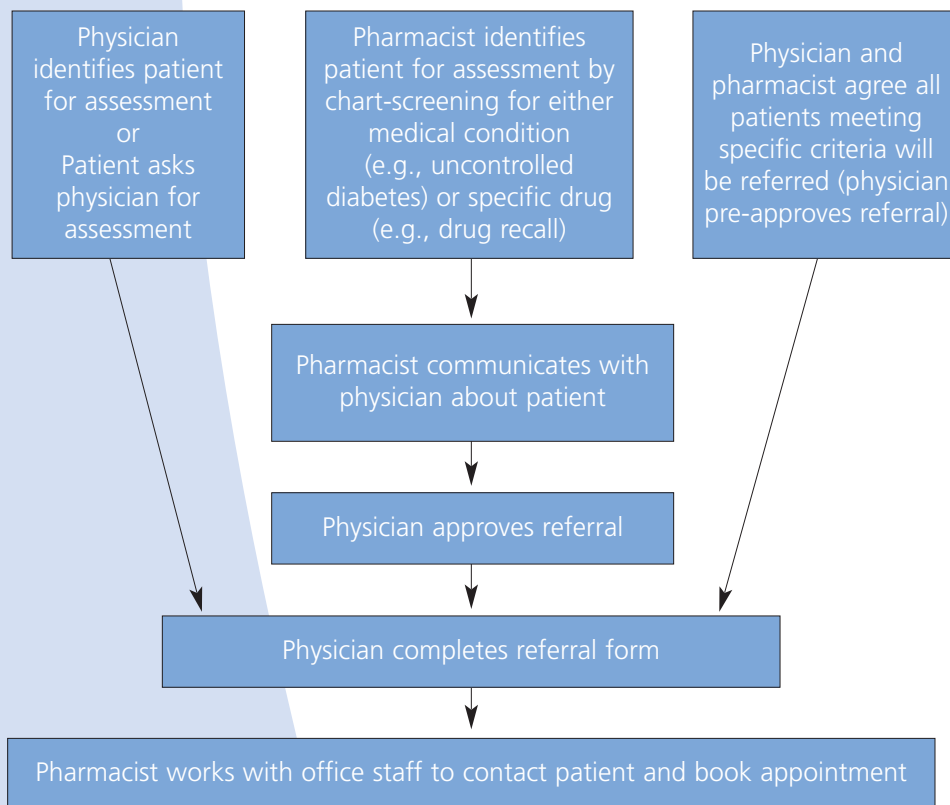 Physician
identifies patient
for assessment
or
Patient asks
physician for
assessment
Pharmacist identifies
patient for assessment by
chart-screening for either
medical condition
(e.g., uncontrolled
diabetes) or specific drug
(e.g., drug recall)
Physician and
pharmacist agree all
patients meeting
specific criteria will
be referred (physician
pre-approves referral)
Pharmacist communicates with
physician about patient
Physician approves referral
Physician completes referral form
Pharmacist works with office staff to contact patient and book appointment